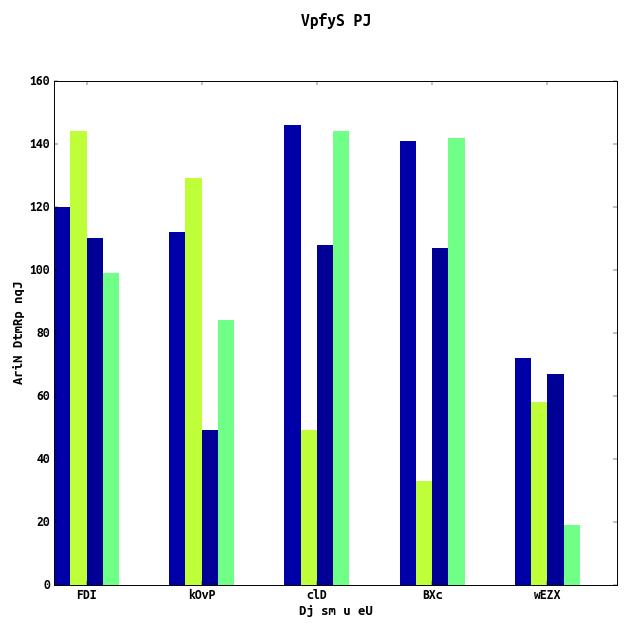 VpfyS PJ
160
140
120
100
80
60
40
20
0
AriN DtmRp nqJ
FDI kOvP clD BXc wEZX
Dj sm u eU